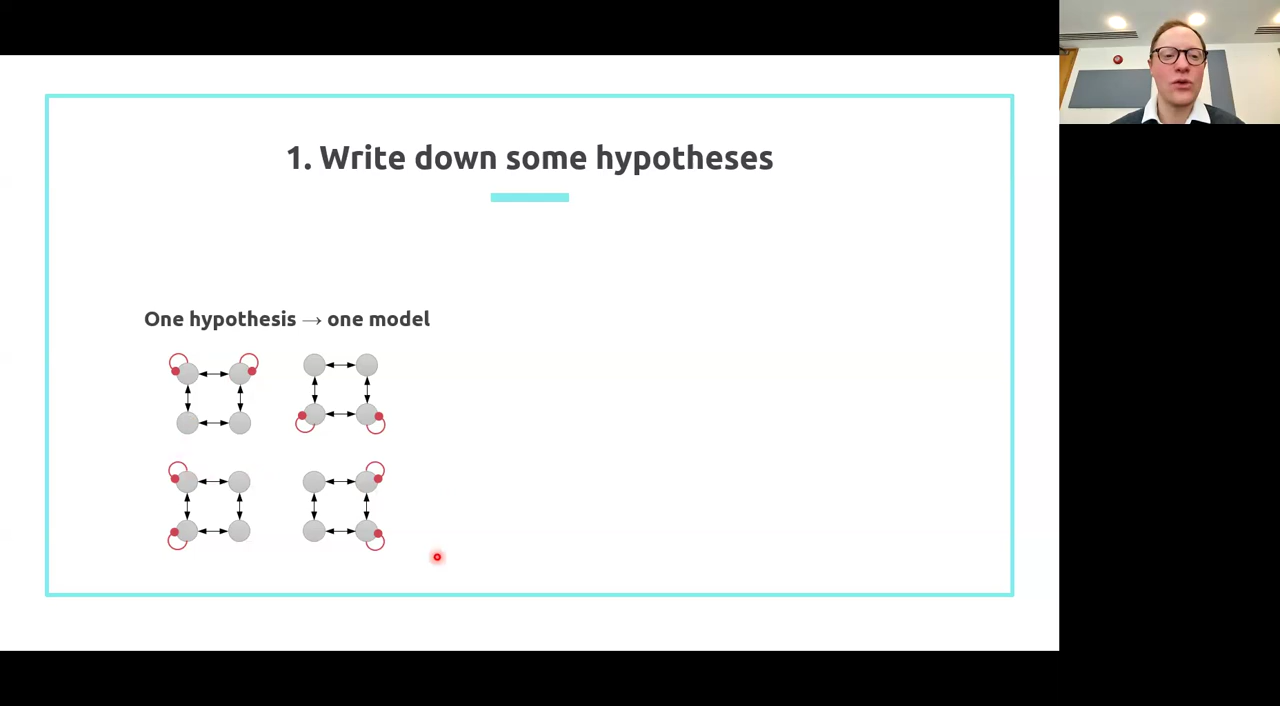 1. Write down some hypotheses
One hypothesis → one model